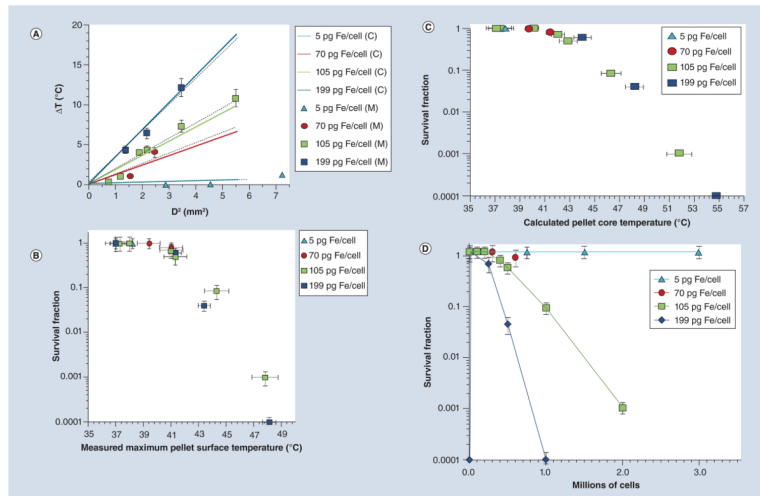 A
ΔT (°C)
20
15
10
5
0
0 1 2 3 4 5 6 7
D² (mm²)
5 pg Fe/cell (C)
70 pg Fe/cell (C)
105 pg Fe/cell (C)
199 pg Fe/cell (C)
5 pg Fe/cell (M)
70 pg Fe/cell (M)
105 pg Fe/cell (M)
199 pg Fe/cell (M)
B
Survival fraction
1
0.1
0.01
0.001
0.0001
35 37 39 41 43 45 47 49
Measured maximum pellet surface temperature (°C)
5 pg Fe/cell
70 pg Fe/cell
105 pg Fe/cell
199 pg Fe/cell
C
Survival fraction
1
0.1
0.01
0.001
0.0001
35 37 39 41 43 45 47 49 51 53 55 57
Calculated pellet core temperature (°C)
5 pg Fe/cell
70 pg Fe/cell
105 pg Fe/cell
199 pg Fe/cell
D
Survival fraction
1
0.1
0.01
0.001
0.0001
0.0 1.0 2.0 3.0
Millions of cells
5 pg Fe/cell
70 pg Fe/cell
105 pg Fe/cell
199 pg Fe/cell